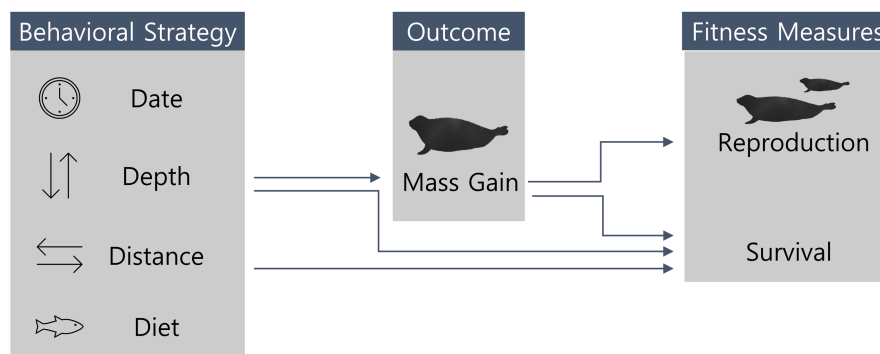 Behavioral Strategy
Date
Depth
Distance
Diet
Outcome
Mass Gain
Fitness Measures
Reproduction
Survival